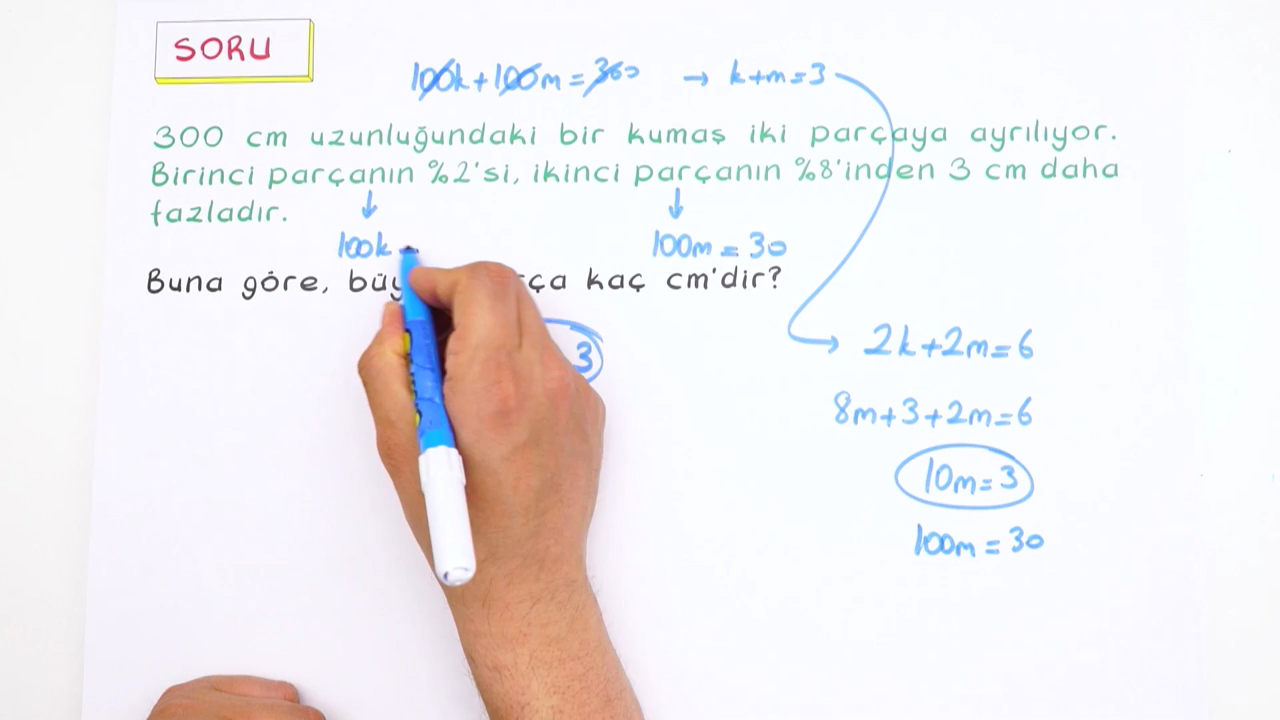 SORU
100k+100m=300 → k+m=3
300 cm uzunluğundaki bir kumaş iki parçaya ayrılıyor.
Birinci parçanın %2'si, ikinci parçanın %8'inden 3 cm daha
fazladır.
100k 100m=30
Buna göre, ça kaç cm'dir?
3
2k+2m=6
8m+3+2m=6
10m=3
100m=30